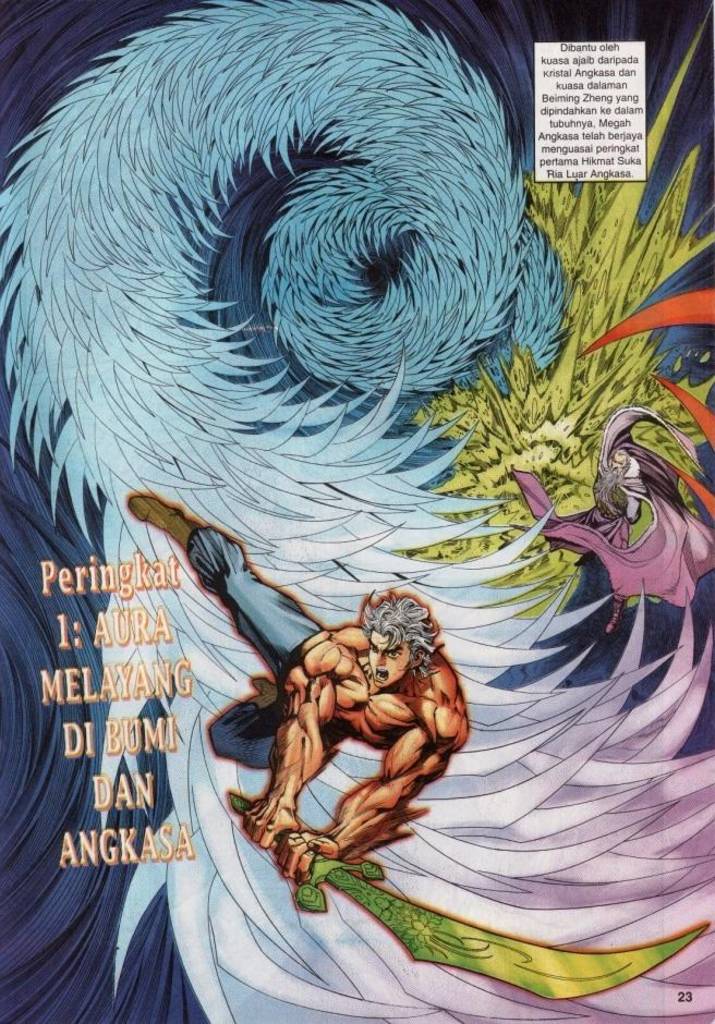 Dibantu oleh
kuasa ajaib daripada
Kristal Angkasa dan
kuasa dalaman
Beiming Zheng yang
dipindahkan ke dalam
tubuhnya, Megah
Angkasa telah berjaya
menguasai peringkat
pertama Hikmat Suka
Ria Luar Angkasa.
Peringkat
1: AURA
MELAYANG
DI BUMI
DAN
ANGKASA
23